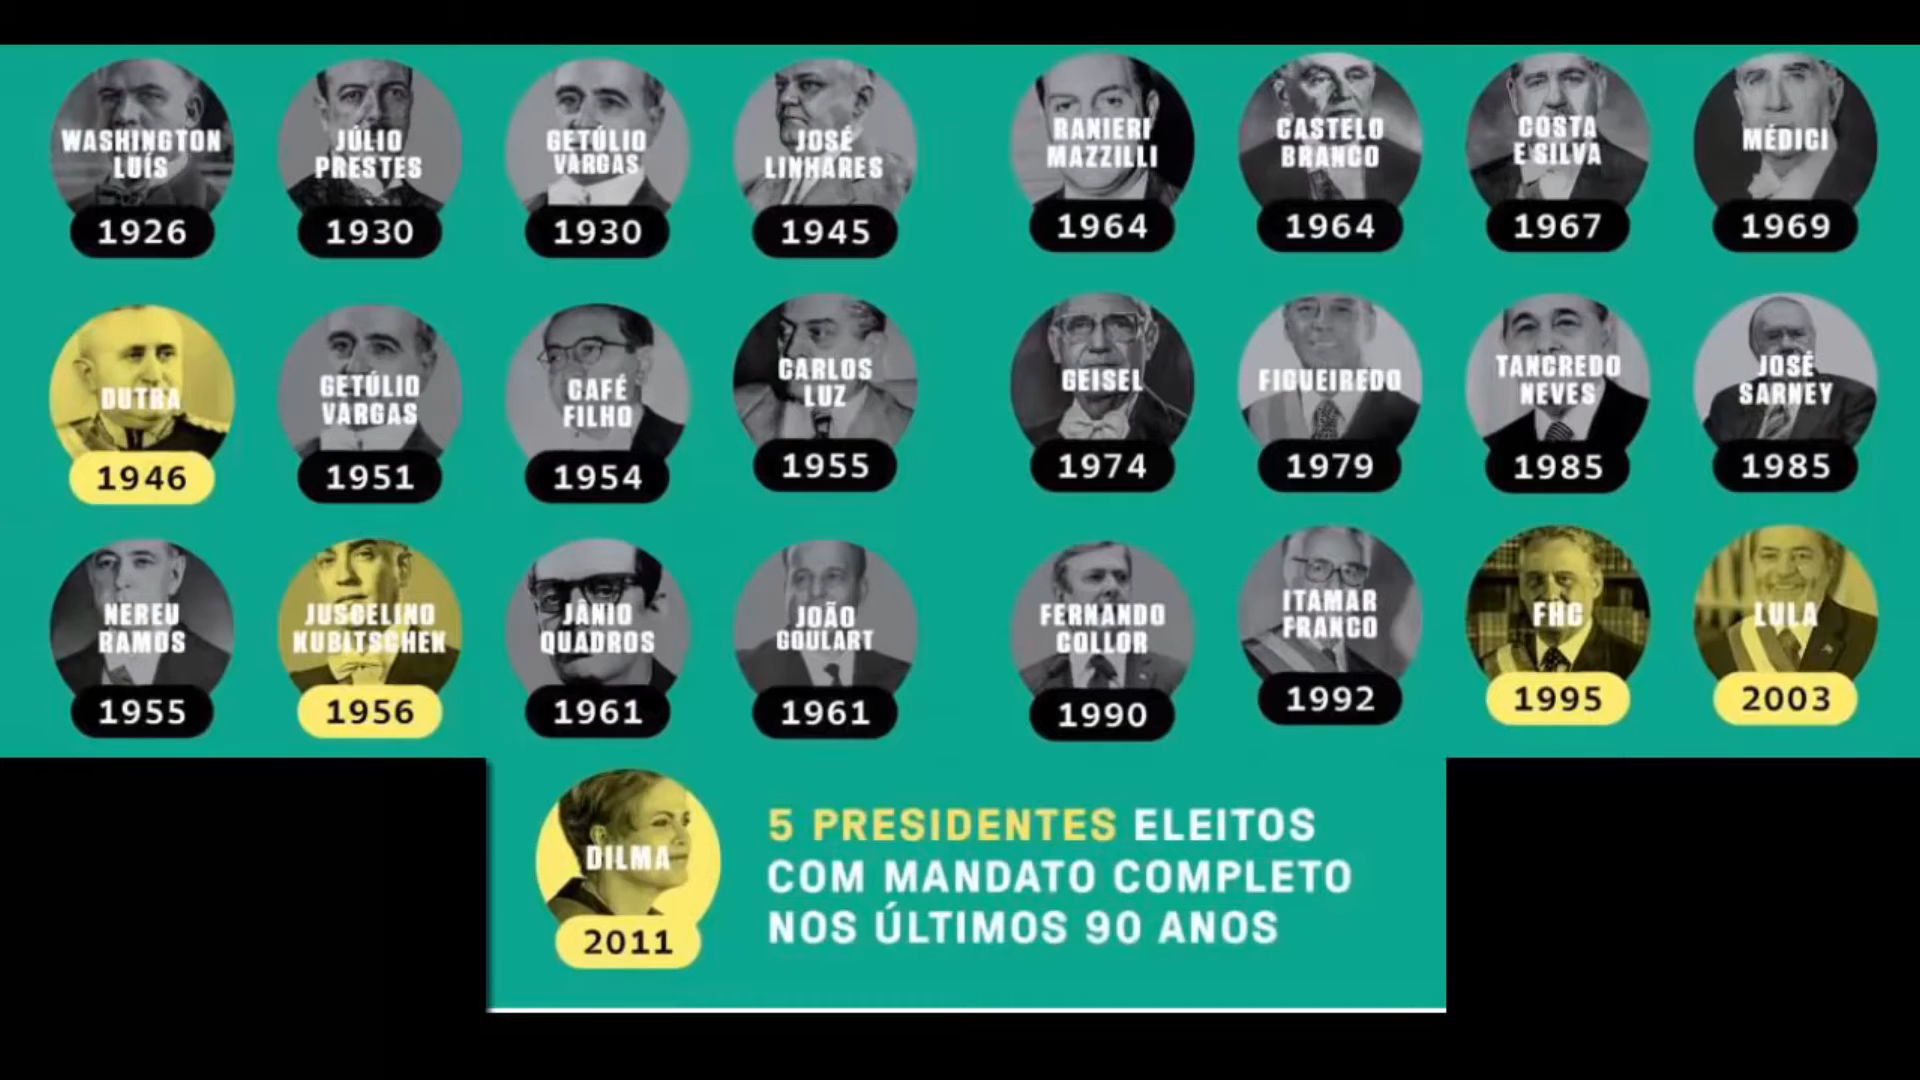 WASHINGTON
LUÍS
1926
JÚLIO
PRESTES
1930
GETÚLIO
VARGAS
1930
JOSÉ
LINHARES
1945
RANIERI
MAZZILLI
1964
CASTELO
BRANCO
1964
COSTA
E SILVA
1967
MÉDICI
1969
DUTRA
1946
GETÚLIO
VARGAS
1951
CAFÉ
FILHO
1954
CARLOS
LUZ
1955
GEISEL
1974
FIGUEIREDO
1979
TANCREDO
NEVES
1985
JOSÉ
SARNEY
1985
NEREU
RAMOS
1955
JUSCELINO
KUBITSCHEK
1956
JÂNIO
QUADROS
1961
JOÃO
GOULART
1961
FERNANDO
COLLOR
1990
ITAMAR
FRANCO
1992
FHC
1995
LULA
2003
DILMA
2011
5 PRESIDENTES ELEITOS
COM MANDATO COMPLETO
NOS ÚLTIMOS 90 ANOS